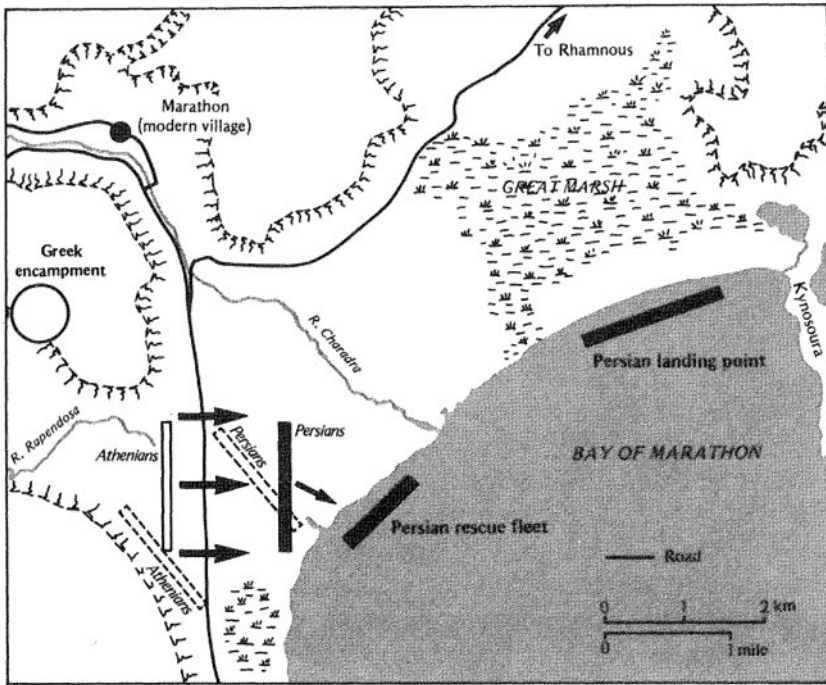 To Rhamnous
Marathon
(modern village)
GREAT MARSH
Greek
encampment
Kynosoura
R. Charadra
Persian landing point
R. Rapendosa
Athenians
Persians
Persians
BAY OF MARATHON
Persian rescue fleet
Athenians
Road
0 1 2 km
0 1 mile